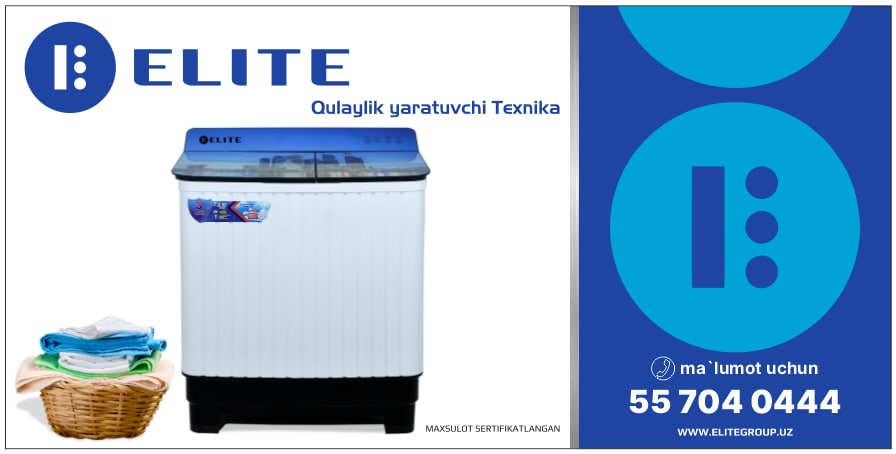 ELITE
Qulaylik yaratuvchi Texnika
ELITE
MAXSULOT SERTIFIKATLANGAN
ma`lumot uchun
55 704 0444
WWW.ELITEGROUP.UZ